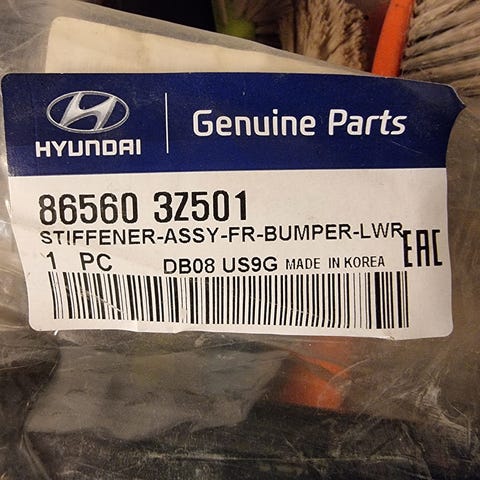 HYUNDAI
Genuine Parts
86560 3Z501
STIFFENER-ASSY-FR-BUMPER-LWR
EAC
1 PC DB08 US9G MADE IN KOREA